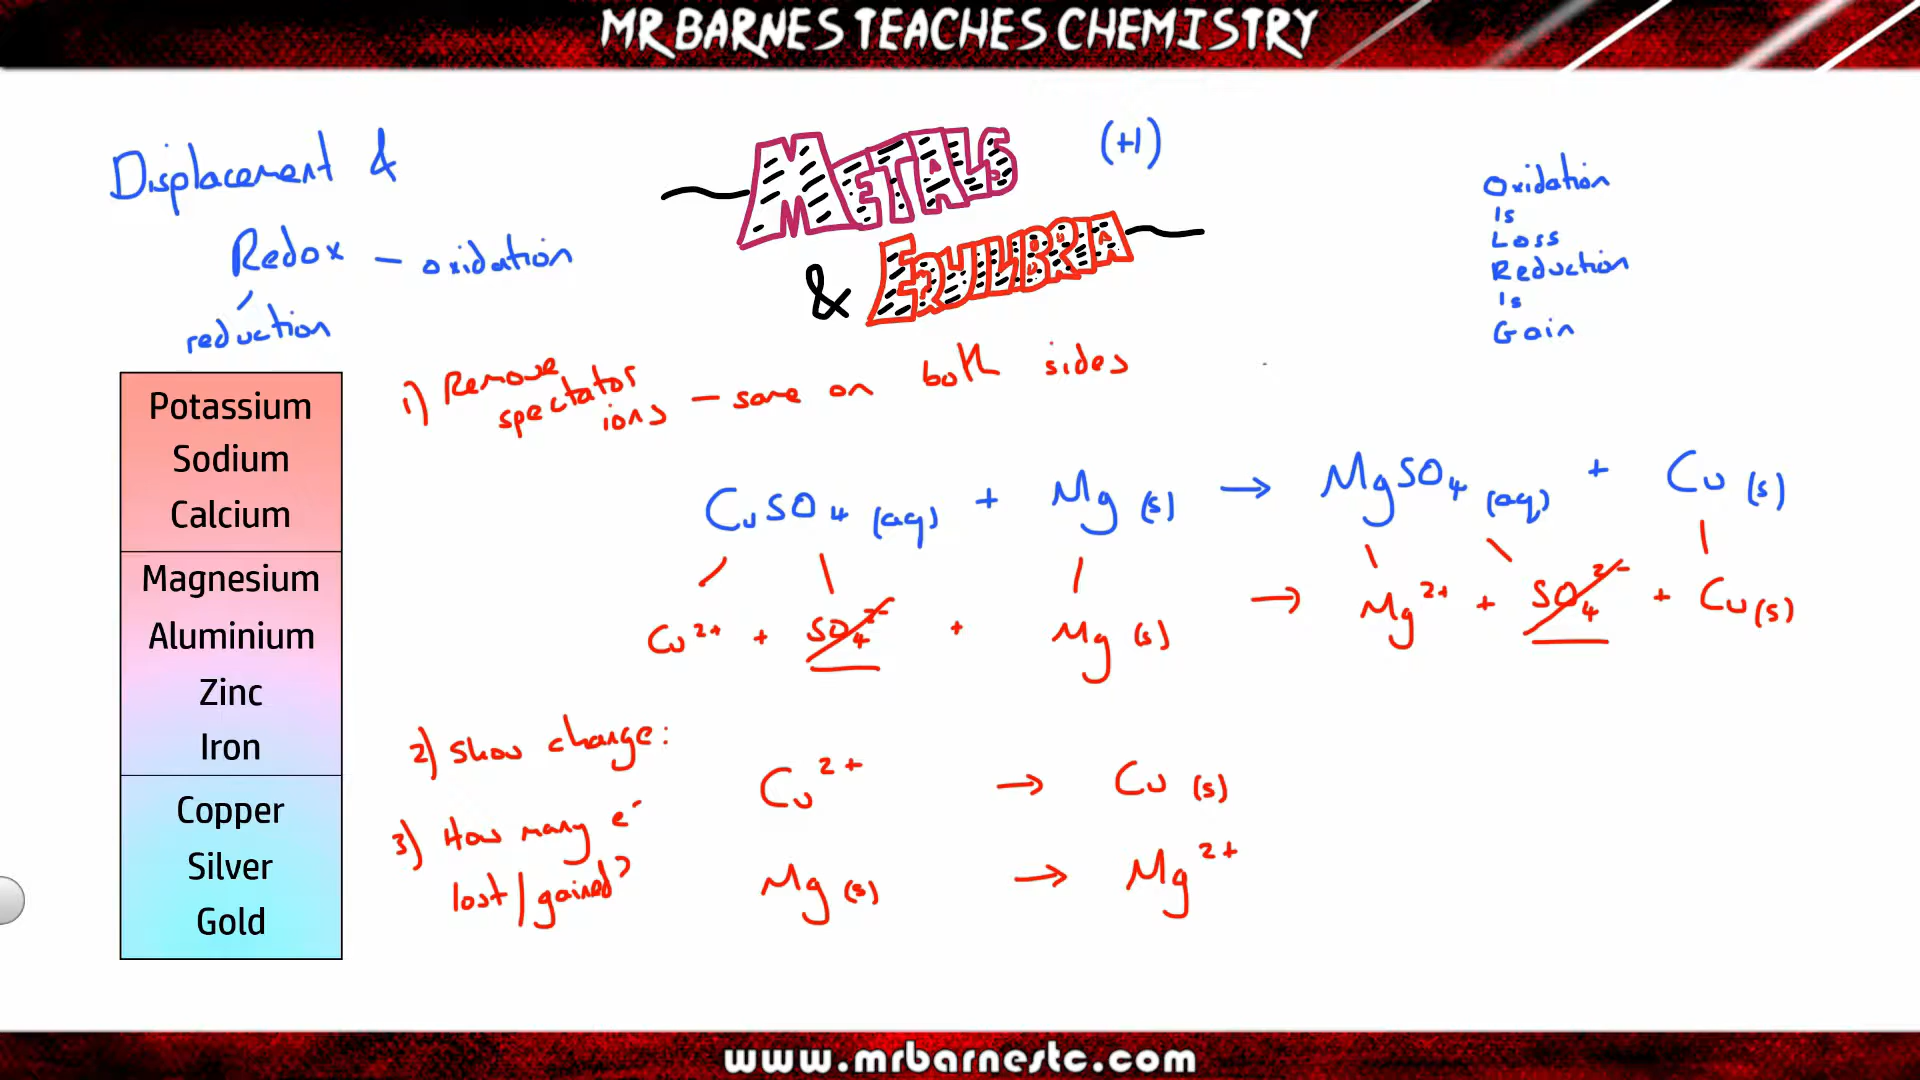 MR BARNES TEACHES CHEMISTRY
Displacement &
Redox – oxidation
reduction
METALS (+1)
& EQUILIBRIA
Oxidation
Is
Loss
Reduction
Is
Gain
Potassium
Sodium
Calcium
Magnesium
Aluminium
Zinc
Iron
Copper
Silver
Gold
1) Remove
spectator
ions – same on both sides
CuSO₄ (aq) + Mg (s) → MgSO₄ (aq) + Cu (s)
Cu²⁺ + SO₄²⁻ + Mg (s) → Mg²⁺ + SO₄²⁻ + Cu (s)
2) Show change:
Cu²⁺ → Cu (s)
3) How many e⁻
lost/gained?
Mg (s) → Mg²⁺
www.mrbarnestc.com